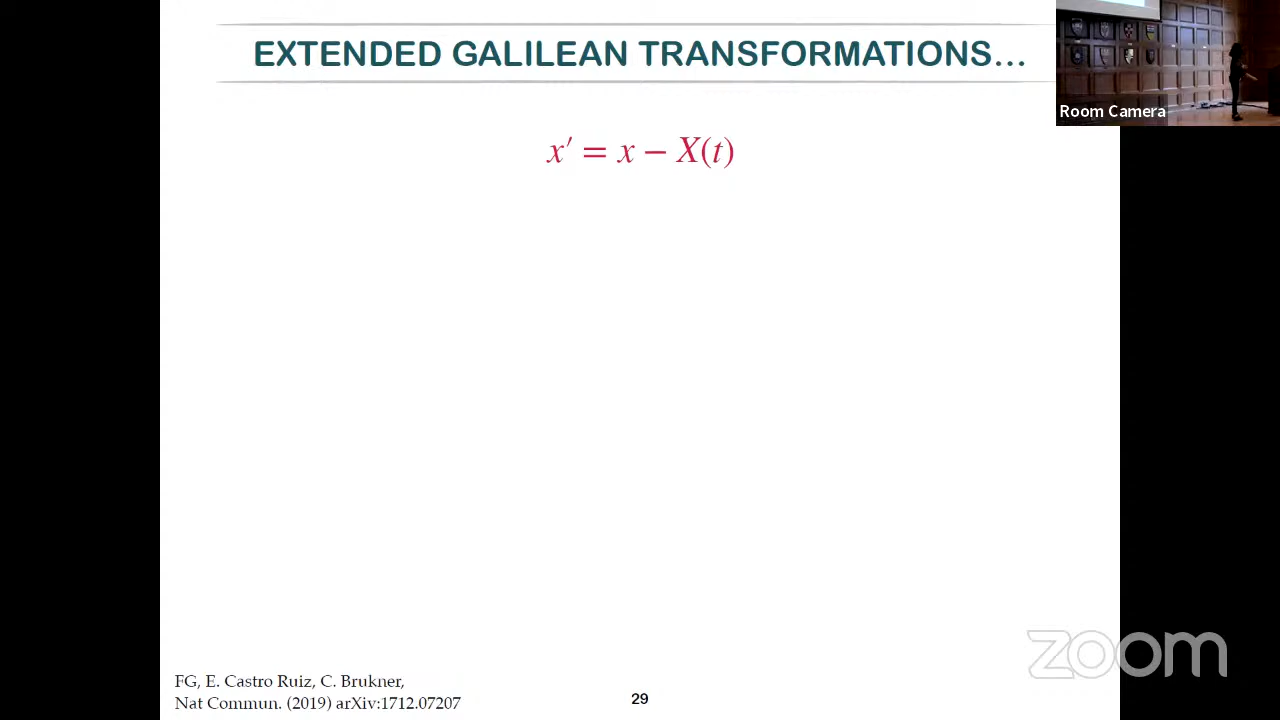 EXTENDED GALILEAN TRANSFORMATIONS...
Room Camera
x′ = x − X(t)
zoom
FG, E. Castro Ruiz, C. Brukner,
Nat Commun. (2019) arXiv:1712.07207
29